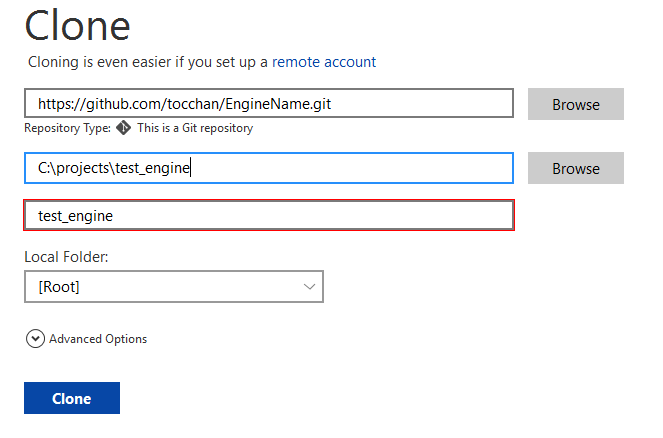 Clone
Cloning is even easier if you set up a remote account
https://github.com/tocchan/EngineName.git
Browse
Repository Type: This is a Git repository
C:\projects\test_engine
Browse
test_engine
Local Folder:
[Root]
Advanced Options
Clone